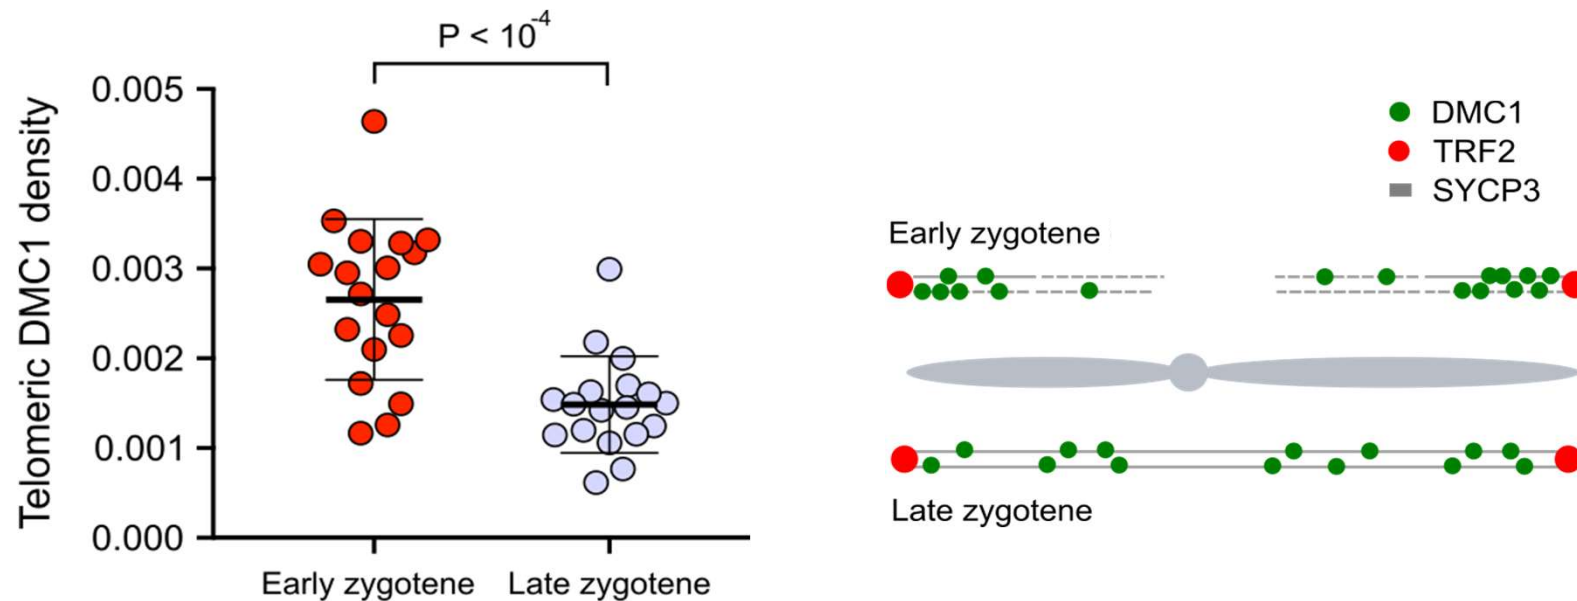 P < 10-4
Telomeric DMC1 density
0.005
0.004
0.003
0.002
0.001
0.000
Early zygotene
Late zygotene
DMC1
TRF2
SYCP3
Early zygotene
Late zygotene